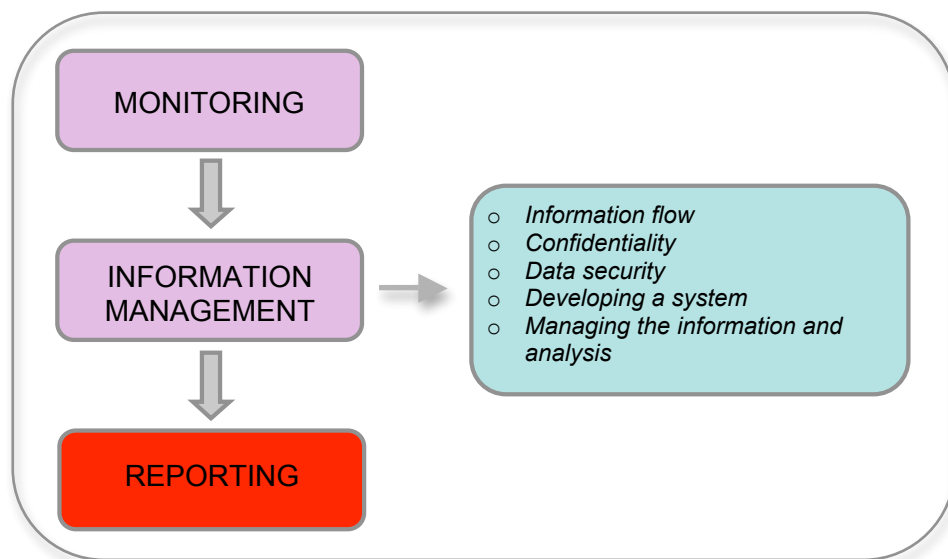 MONITORING
INFORMATION
MANAGEMENT
o Information flow
o Confidentiality
o Data security
o Developing a system
o Managing the information and
analysis
REPORTING